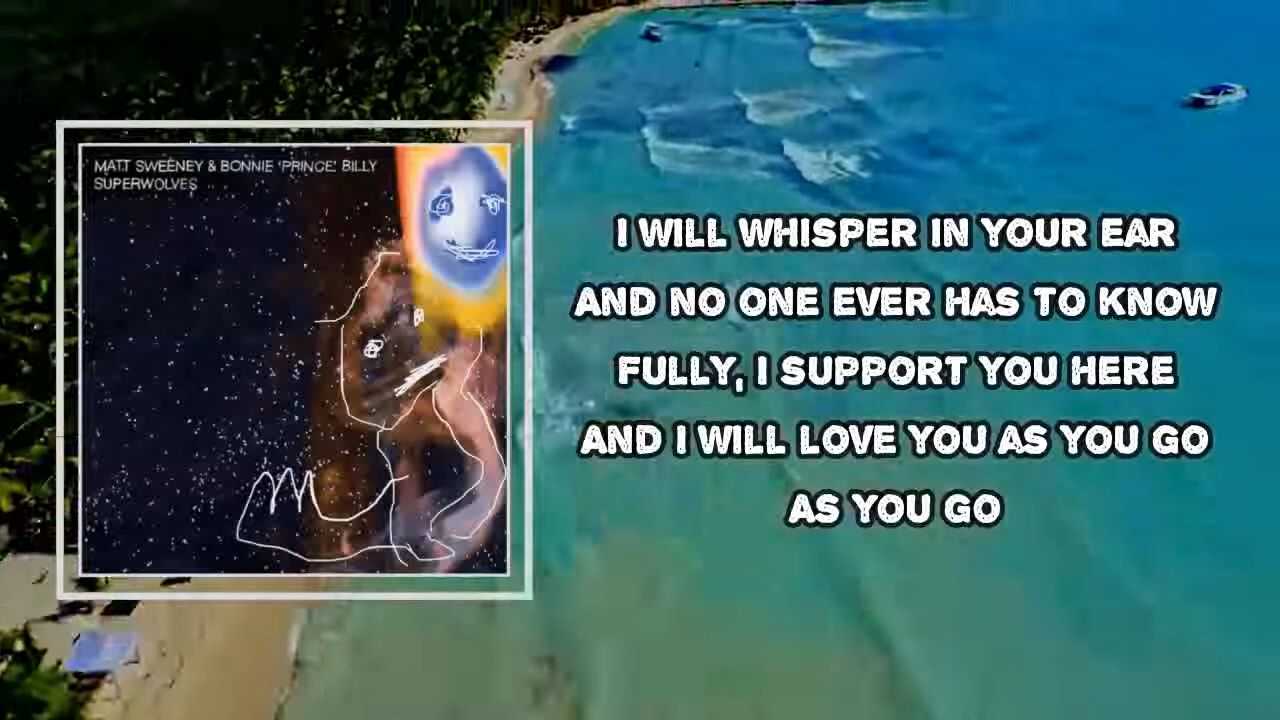 MATT SWEENEY & BONNIE 'PRINCE' BILLY
SUPERWOLVES
I WILL WHISPER IN YOUR EAR
AND NO ONE EVER HAS TO KNOW
FULLY, I SUPPORT YOU HERE
AND I WILL LOVE YOU AS YOU GO
AS YOU GO